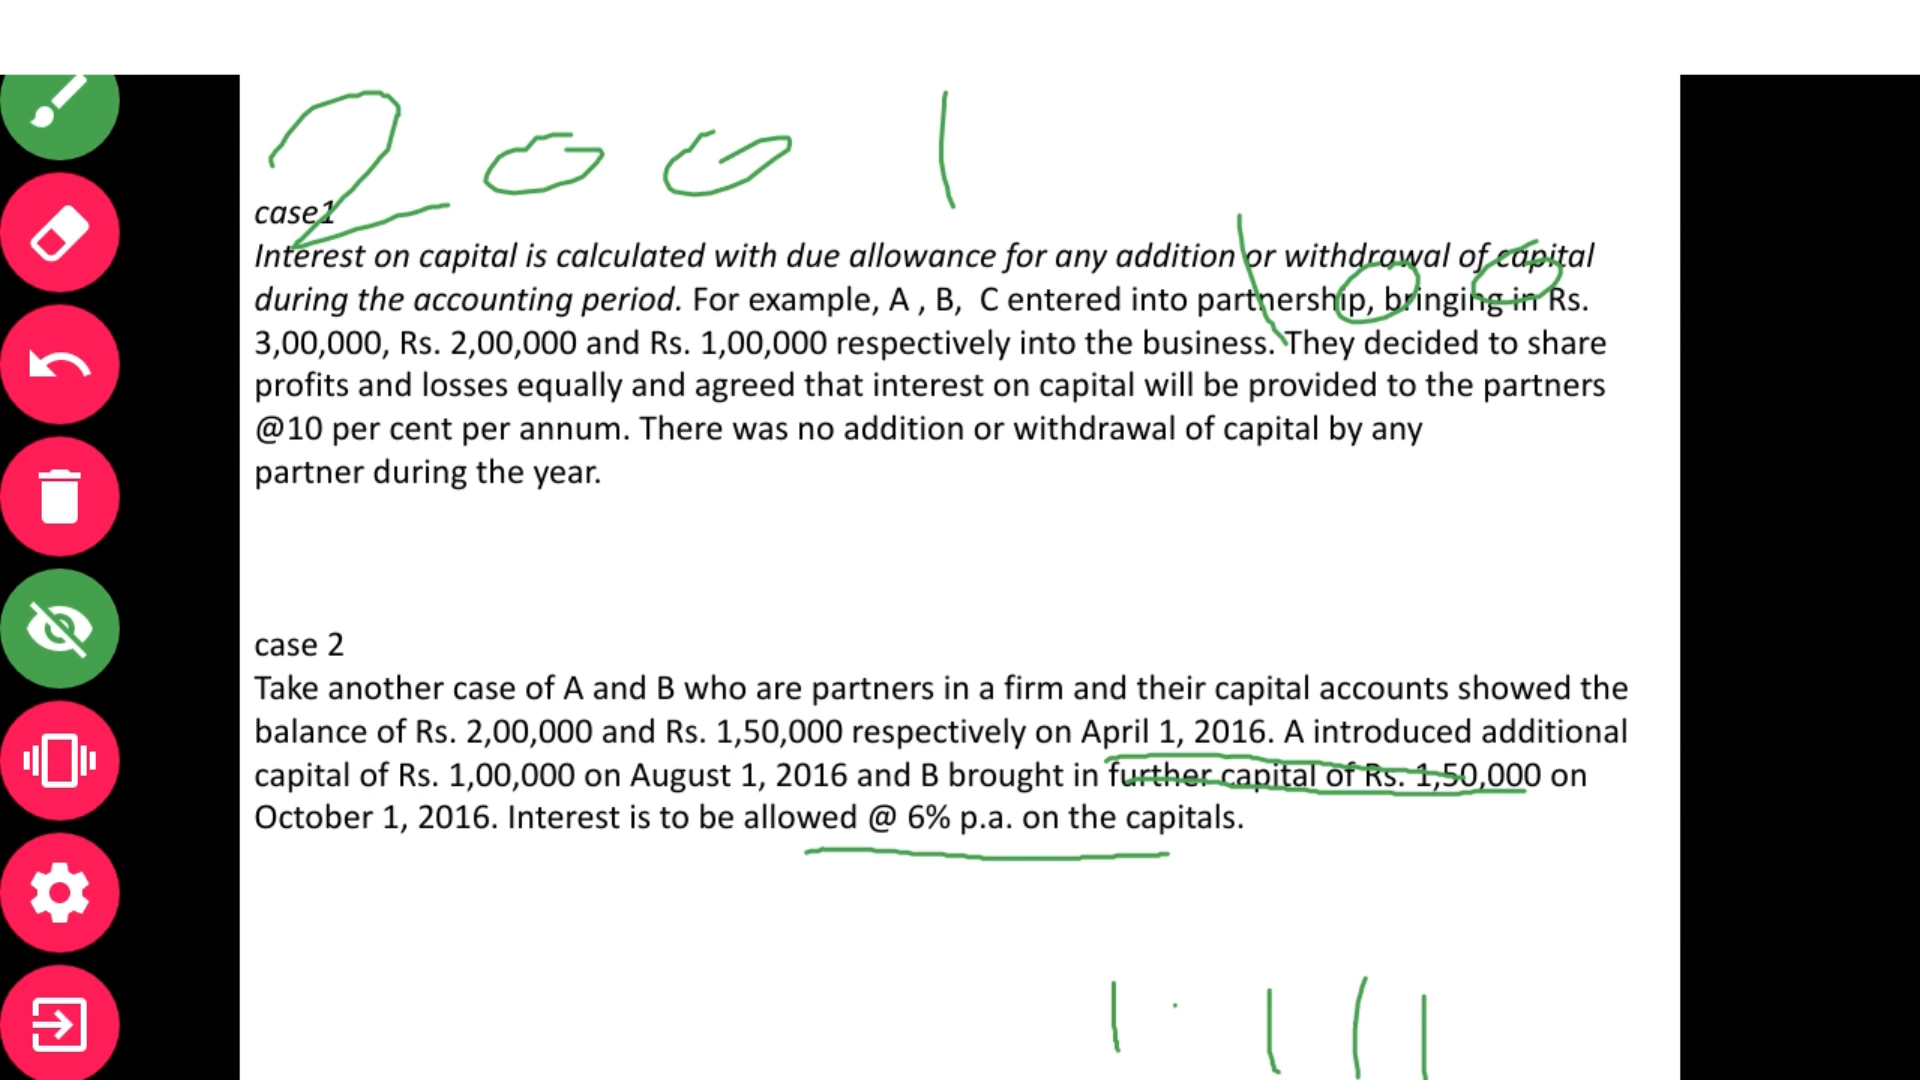 2001
case1
Interest on capital is calculated with due allowance for any addition or withdrawal of capital
100
during the accounting period. For example, A , B, C entered into partnership, bringing in Rs.
3,00,000, Rs. 2,00,000 and Rs. 1,00,000 respectively into the business. They decided to share
profits and losses equally and agreed that interest on capital will be provided to the partners
@10 per cent per annum. There was no addition or withdrawal of capital by any
partner during the year.
case 2
Take another case of A and B who are partners in a firm and their capital accounts showed the
balance of Rs. 2,00,000 and Rs. 1,50,000 respectively on April 1, 2016. A introduced additional
capital of Rs. 1,00,000 on August 1, 2016 and B brought in further capital of Rs. 1,50,000 on
October 1, 2016. Interest is to be allowed @ 6% p.a. on the capitals.